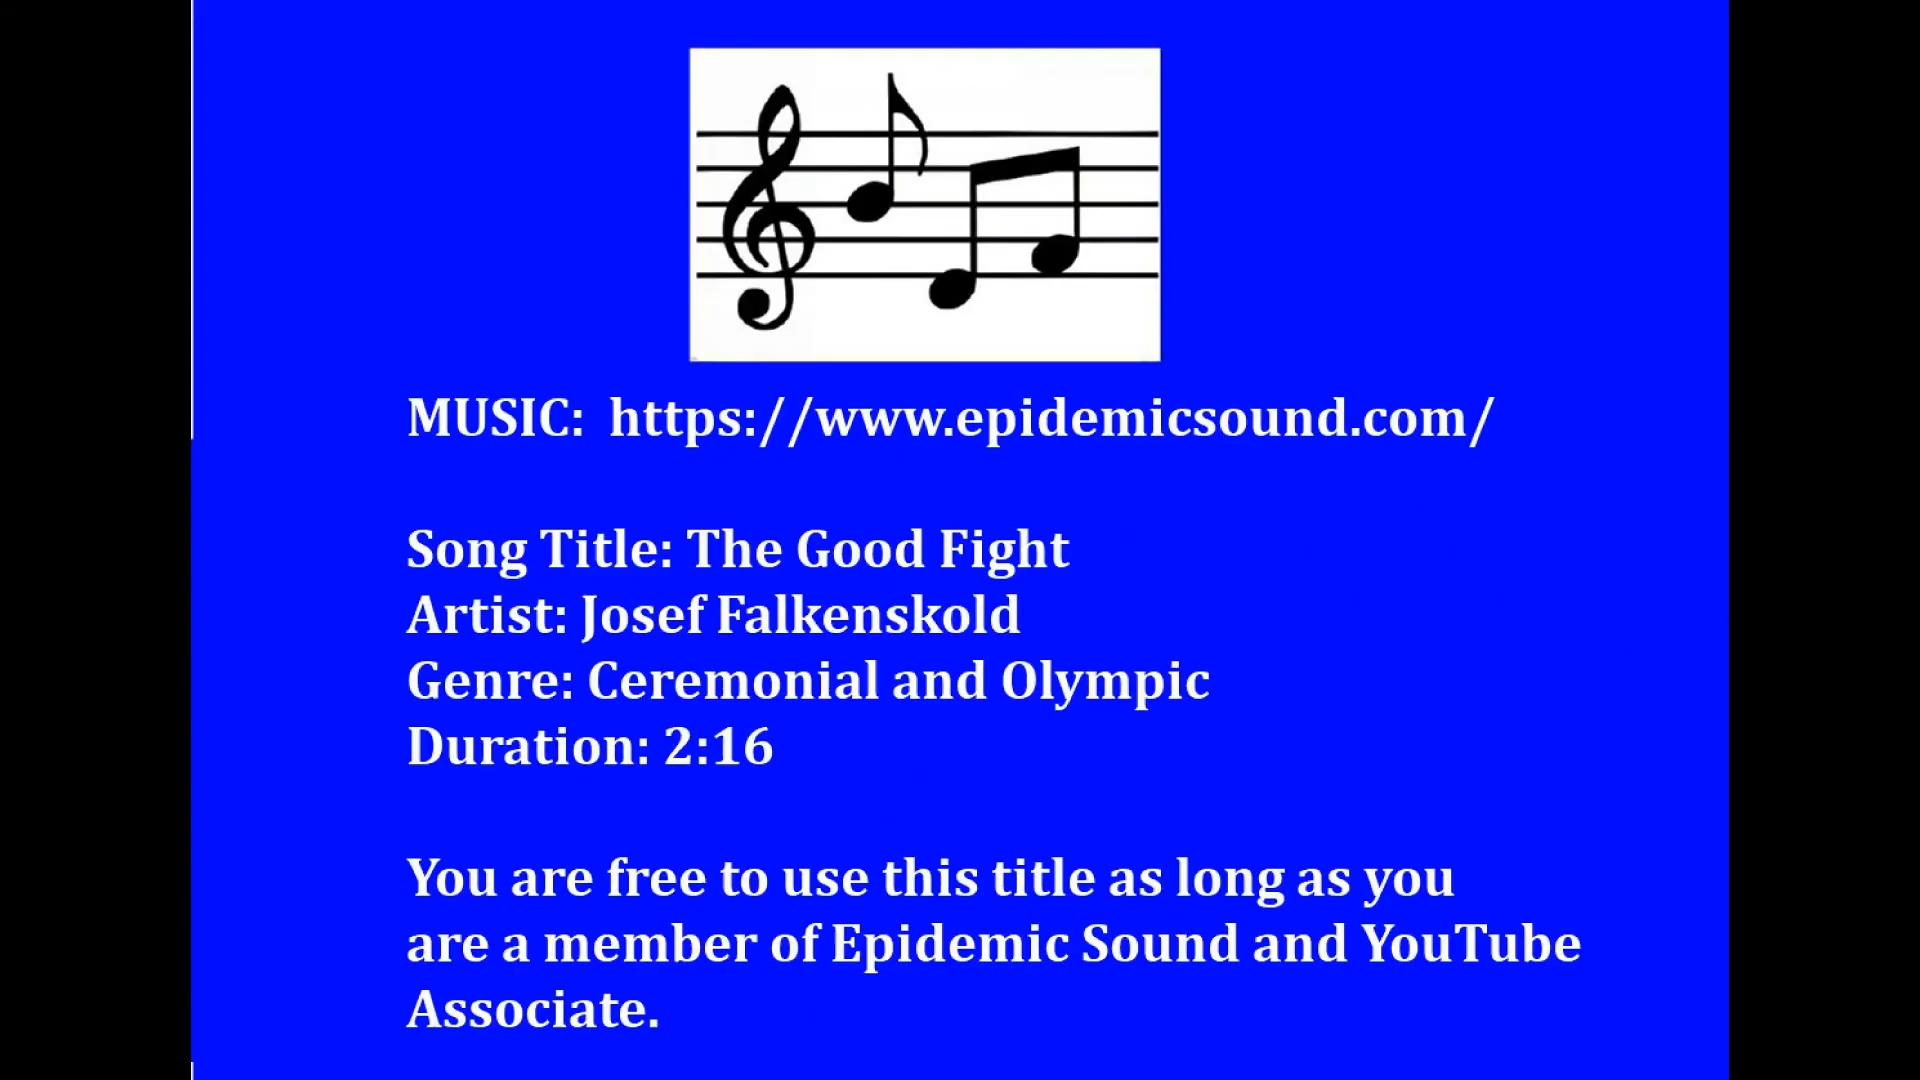 MUSIC: https://www.epidemicsound.com/
Song Title: The Good Fight
Artist: Josef Falkenskold
Genre: Ceremonial and Olympic
Duration: 2:16
You are free to use this title as long as you
are a member of Epidemic Sound and YouTube
Associate.